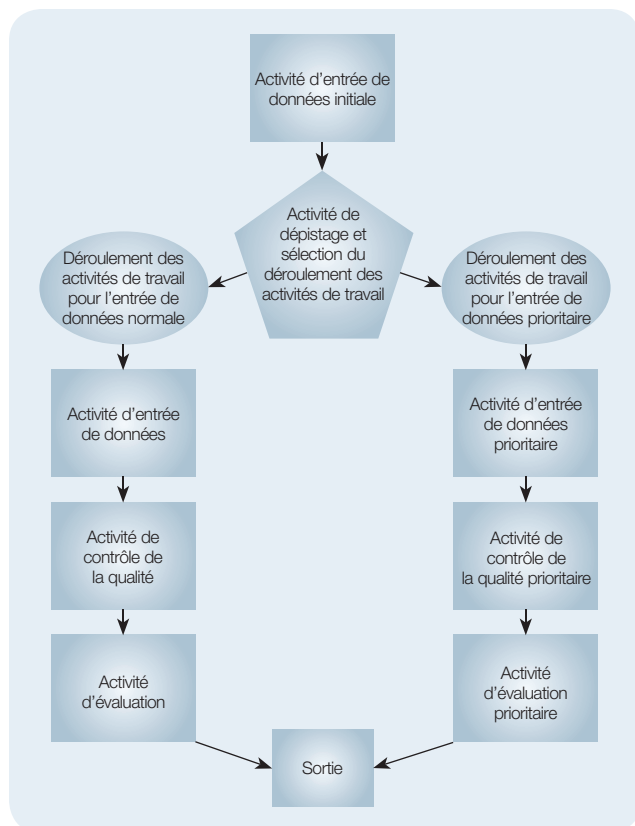 Activité d'entrée de
données initiale
Activité de
dépistage et
sélection du
déroulement des
activités de travail
Déroulement des
activités de travail
pour l'entrée de
données normale
Déroulement des
activités de travail
pour l'entrée de
données prioritaire
Activité d'entrée
de données
Activité d'entrée
de données
prioritaire
Activité de
contrôle de
la qualité
Activité de
contrôle de
la qualité prioritaire
Activité
d'évaluation
Activité
d'évaluation
prioritaire
Sortie